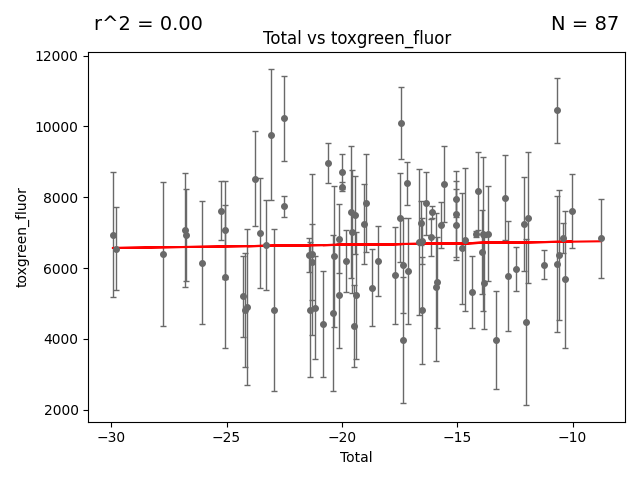 r^2 = 0.00
N = 87
Total vs toxgreen_fluor
12000
10000
8000
6000
4000
2000
toxgreen_fluor
−30
−25
−20
−15
−10
Total